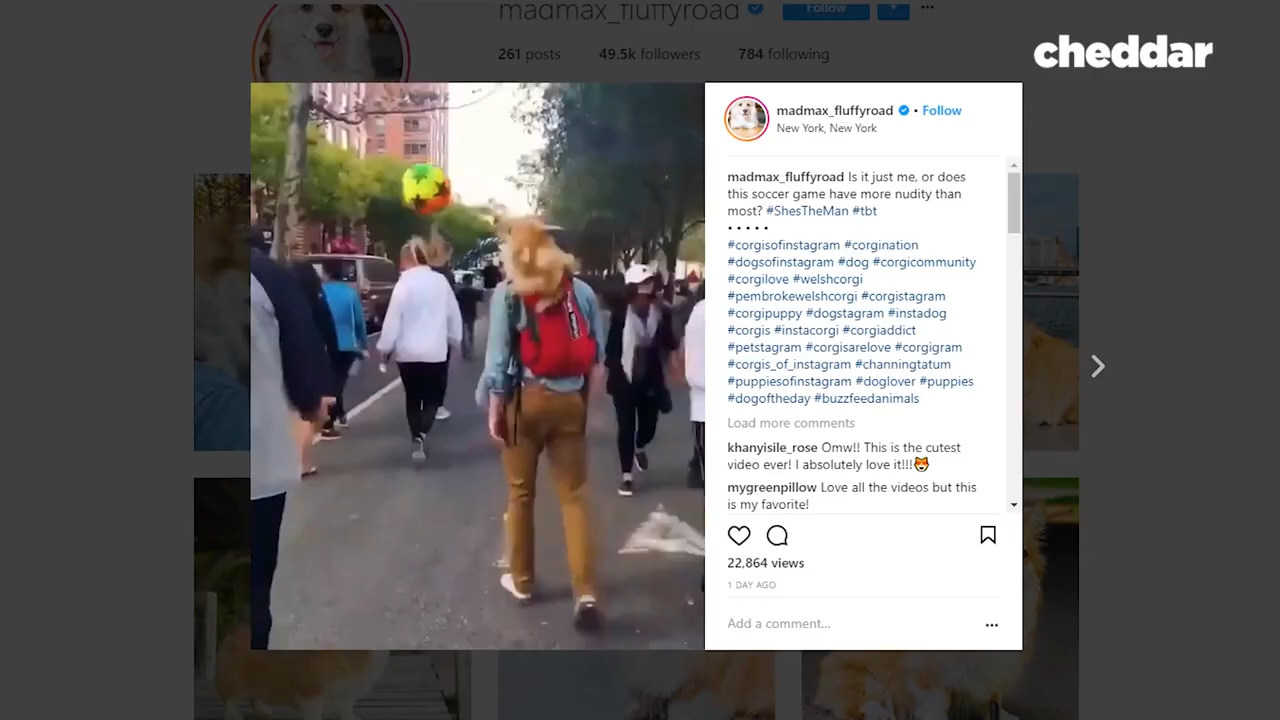 madmax_fluffyroad
Follow
261 posts 49.5k followers 784 following
cheddar
madmax_fluffyroad • Follow
New York, New York
madmax_fluffyroad Is it just me, or does
this soccer game have more nudity than
most? #ShesTheMan #tbt
• • • • •
#corgisofinstagram #corgination
#dogsofinstagram #dog #corgicommunity
#corgilove #welshcorgi
#pembrokewelshcorgi #corgistagram
#corgipuppy #dogstagram #instadog
#corgis #instacorgi #corgiaddict
#petstagram #corgisarelove #corgigram
#corgis_of_instagram #channingtatum
#puppiesofinstagram #doglover #puppies
#dogoftheday #buzzfeedanimals
Load more comments
khanyisile_rose Omw!! This is the cutest
video ever! I absolutely love it!!!
mygreenpillow Love all the videos but this
is my favorite!
22,864 views
1 DAY AGO
Add a comment...